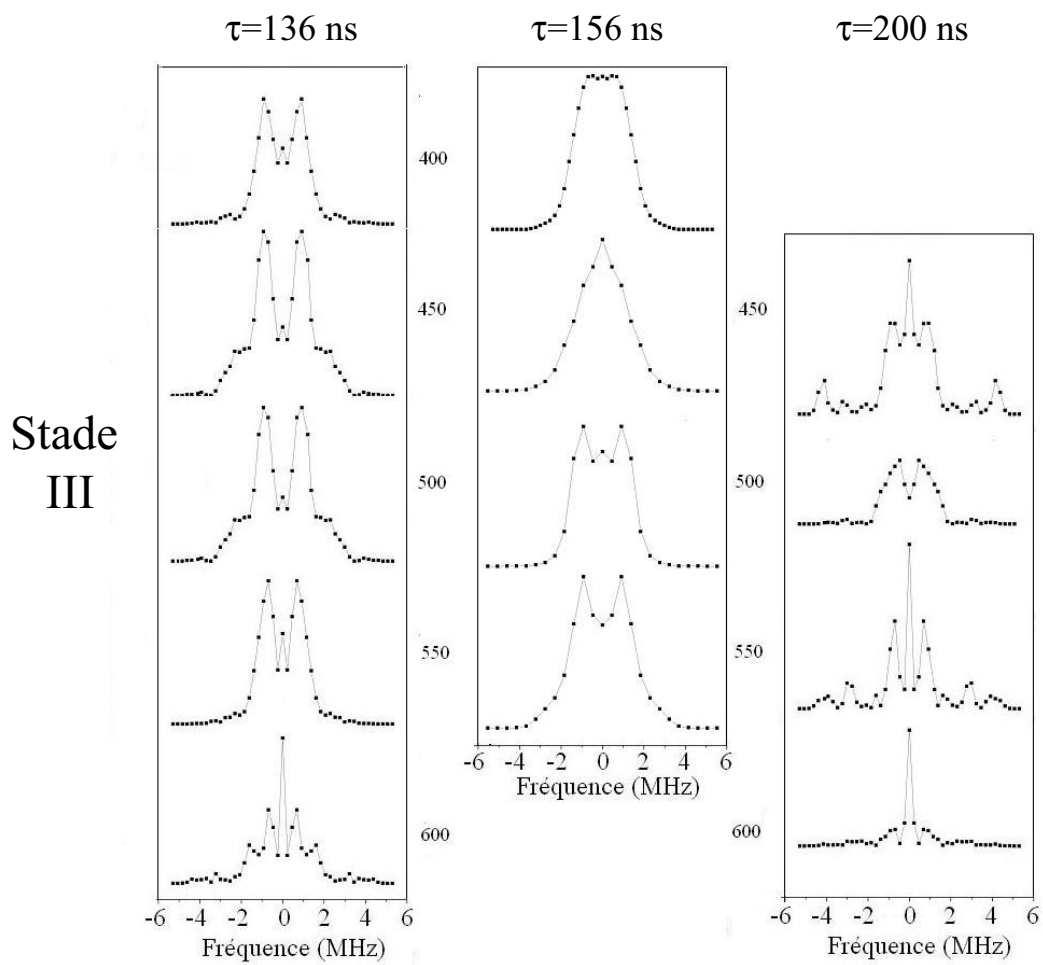 τ=136 ns τ=156 ns τ=200 ns
400
450 450
Stade
III
500 500
550 550
-6 -4 -2 0 2 4 6
Fréquence (MHz)
600 600
-6 -4 -2 0 2 4 6 -6 -4 -2 0 2 4 6
Fréquence (MHz) Fréquence (MHz)